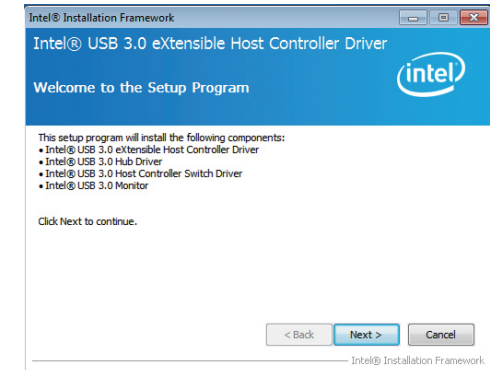 Intel® Installation Framework
Intel® USB 3.0 eXtensible Host Controller Driver
Welcome to the Setup Program
intel
This setup program will install the following components:
• Intel® USB 3.0 eXtensible Host Controller Driver
• Intel® USB 3.0 Hub Driver
• Intel® USB 3.0 Host Controller Switch Driver
• Intel® USB 3.0 Monitor
Click Next to continue.
< Back Next > Cancel
Intel® Installation Framework